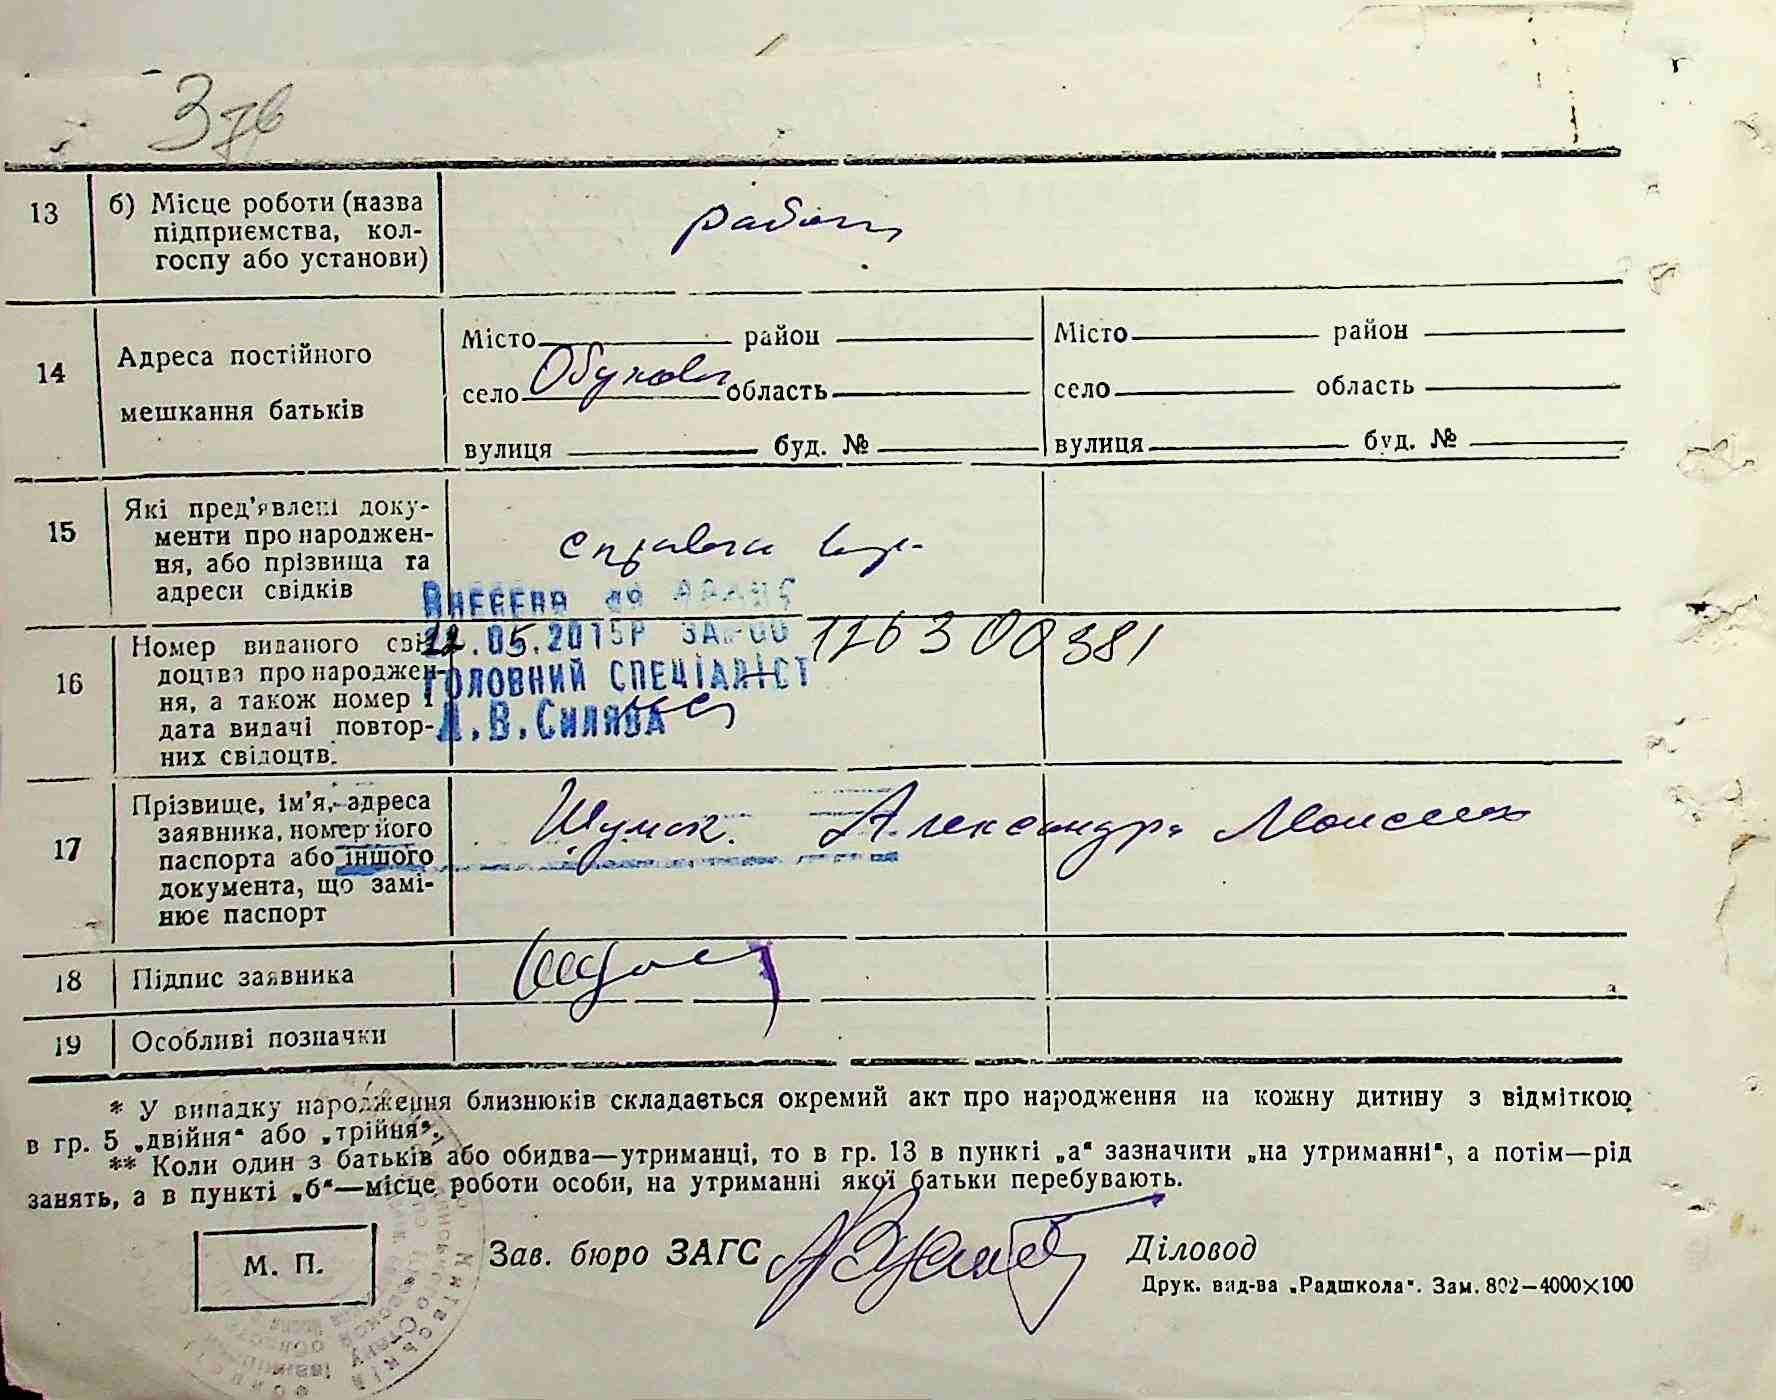 376
13 б) Місце роботи (назва
підприємства, кол-
госпу або установи)
14 Адреса постійного
мешкання батьків
Місто район
село Обухов область
вулиця буд. №
Місто район
село область
вулиця буд. №
15 Які пред'явлені доку-
менти про народжен-
ня, або прізвища та
адреси свідків
16 Номер виданого сві-
доцтва про народжен-
ня, а також номер і
дата видачі повтор-
них свідоцтв.
Внесено до
.05.2015р
Головний спеціаліст
.В.Силява
17 Прізвище, ім'я, адреса
заявника, номер його
паспорта або іншого
документа, що замі-
нює паспорт
Александра
18 Підпис заявника
19 Особливі позначки
* У випадку народження близнюків складається окремий акт про народження на кожну дитину з відміткою
в гр. 5 „двійня“ або „трійня“.
** Коли один з батьків або обидва—утриманці, то в гр. 13 в пункті „а“ зазначити „на утриманні“, а потім—рід
занять, а в пункті „б“—місце роботи особи, на утриманні якої батьки перебувають.
М. П.
Зав. бюро ЗАГС
Діловод
Друк. вид-ва „Радшкола“. Зам. 802—4000×100